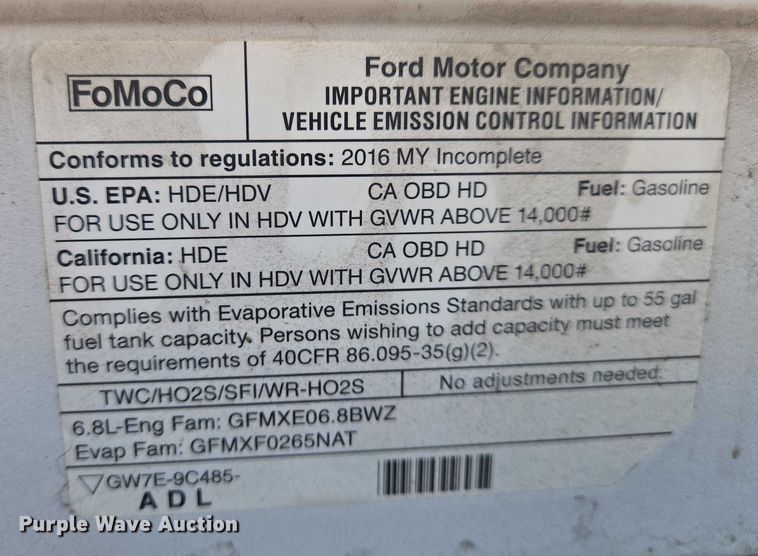 FoMoCo
Ford Motor Company
IMPORTANT ENGINE INFORMATION/
VEHICLE EMISSION CONTROL INFORMATION
Conforms to regulations: 2016 MY Incomplete
U.S. EPA: HDE/HDV CA OBD HD Fuel: Gasoline
FOR USE ONLY IN HDV WITH GVWR ABOVE 14,000#
California: HDE CA OBD HD Fuel: Gasoline
FOR USE ONLY IN HDV WITH GVWR ABOVE 14,000#
Complies with Evaporative Emissions Standards with up to 55 gal
fuel tank capacity. Persons wishing to add capacity must meet
the requirements of 40CFR 86.095-35(g)(2).
TWC/HO2S/SFI/WR-HO2S No adjustments needed.
6.8L-Eng Fam: GFMXE06.8BWZ
Evap Fam: GFMXF0265NAT
GW7E-9C485-
ADL
Purple Wave Auction